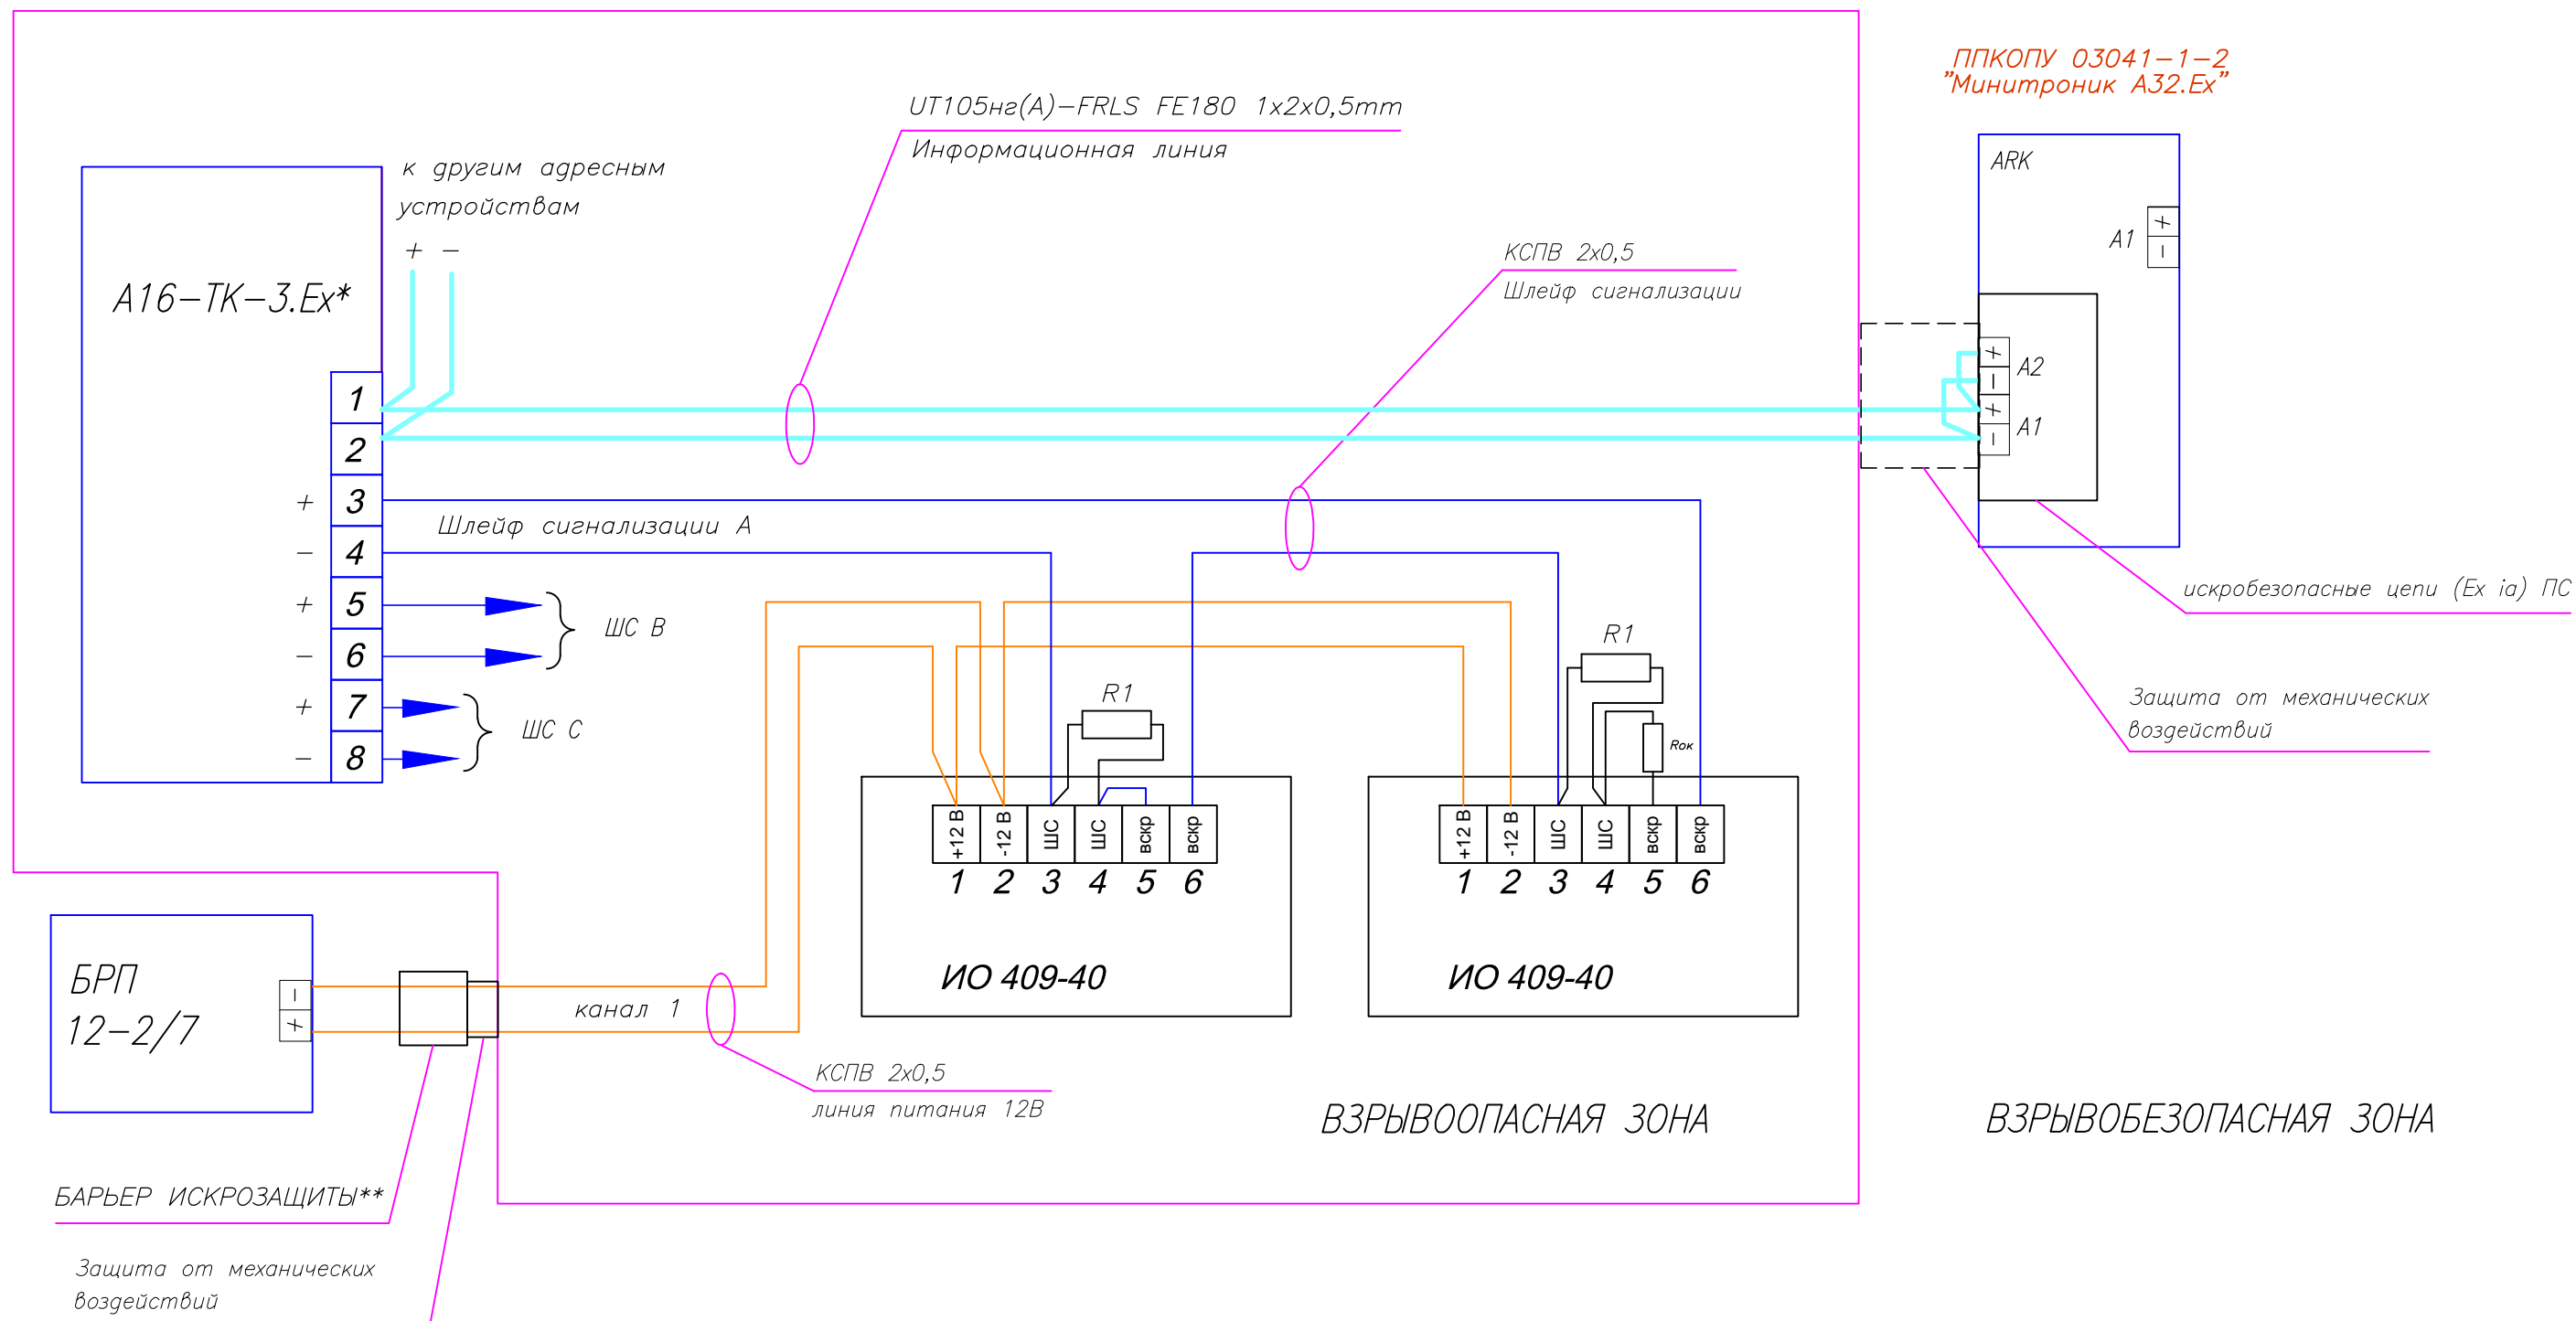 ППКОПУ 03041-1-2
"Минитроник А32.Ex"
UT105нг(А)-FRLS FE180 1x2x0,5mm
Информационная линия
ARK
к другим адресным
устройствам
+ -
A1
+
-
КСПВ 2х0,5
Шлейф сигнализации
А16-ТК-3.Ex*
+
-
A2
+
-
A1
1
2
+ 3
- 4
+ 5
- 6
+ 7
- 8
Шлейф сигнализации А
ШС В
ШС С
искробезопасные цепи (Ex ia) ПС
Защита от механических
воздействий
R1
Rок
R1
+12 В -12 В ШС ШС вскр вскр
1 2 3 4 5 6
ИО 409-40
+12 В -12 В ШС ШС вскр вскр
1 2 3 4 5 6
ИО 409-40
БРП
12-2/7
-
+
канал 1
КСПВ 2х0,5
линия питания 12В
ВЗРЫВООПАСНАЯ ЗОНА
ВЗРЫВОБЕЗОПАСНАЯ ЗОНА
БАРЬЕР ИСКРОЗАЩИТЫ**
Защита от механических
воздействий